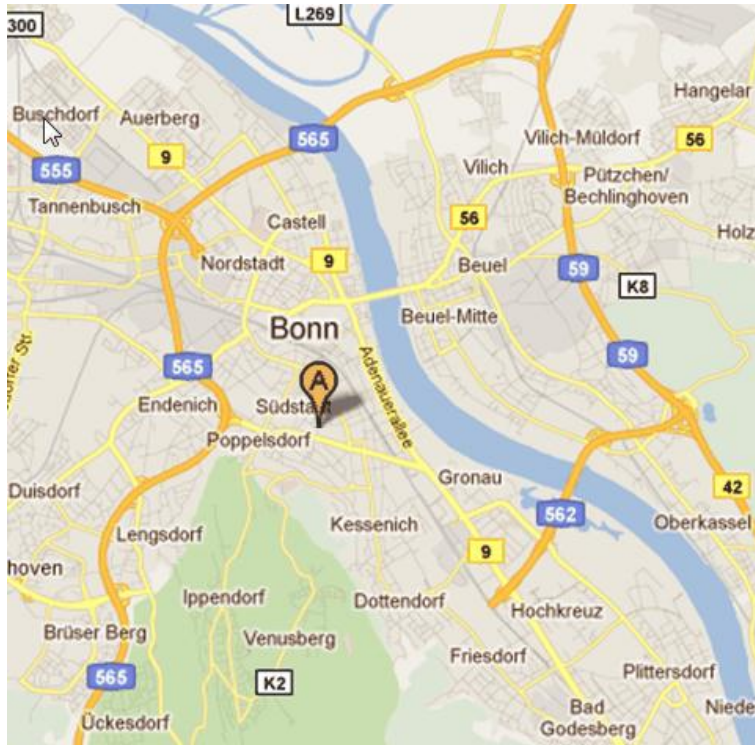 300
L269
Buschdorf
Auerberg
Hangelar
565
Vilich-Müldorf
56
9
555
Vilich
Pützchen/
Bechlinghoven
Tannenbusch
Castell
56
Holz
Nordstadt
9
Beuel
59
K8
Bonn
Beuel-Mitte
Adenauerallee
59
565
A
Endenich
Südstadt
Poppelsdorf
Gronau
Duisdorf
42
Kessenich
562
Oberkassel
Lengsdorf
9
hoven
Ippendorf
Dottendorf
Hochkreuz
Brüser Berg
Venusberg
Friesdorf
Plittersdorf
565
K2
Bad
Godesberg
Niede
Ückesdorf